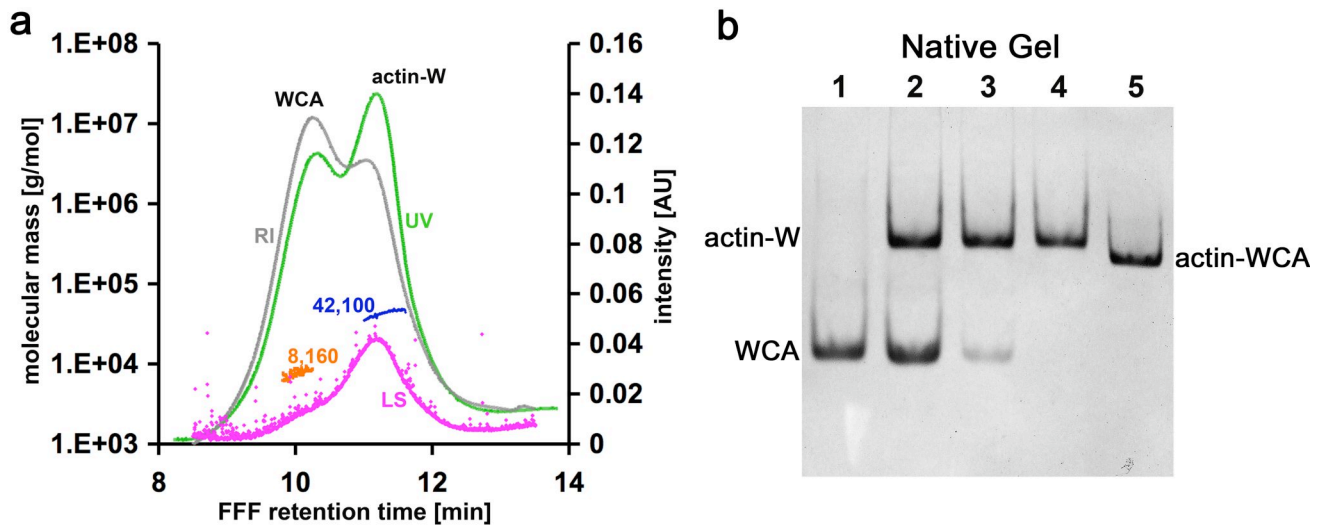 a
WCA
actin-W
RI
UV
LS
42,100
8,160
1.E+08
1.E+07
1.E+06
1.E+05
1.E+04
1.E+03
molecular mass [g/mol]
0.16
0.14
0.12
0.1
0.08
0.06
0.04
0.02
0
intensity [AU]
8 10 12 14
FFF retention time [min]
b
Native Gel
1 2 3 4 5
actin-W
WCA
actin-WCA